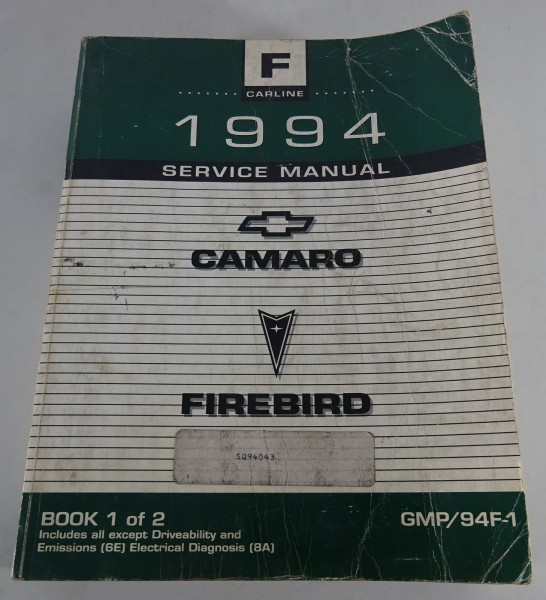 F
CARLINE
1994
SERVICE MANUAL
CAMARO
FIREBIRD
SQ94043
BOOK 1 of 2
GMP/94F-1
Includes all except Driveability and
Emissions (6E) Electrical Diagnosis (8A)